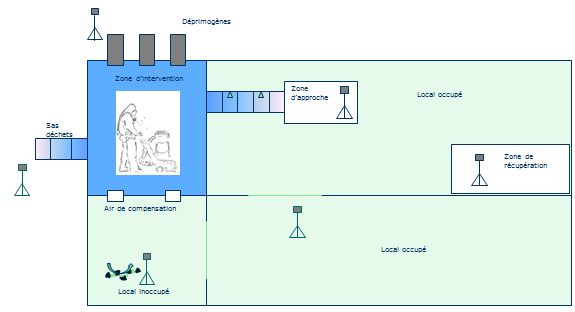 Déprimogènes
Zone d'intervention
Zone
d'approche
Local occupé
Sas
déchets
Zone de
récupération
Air de compensation
Local occupé
Local inoccupé